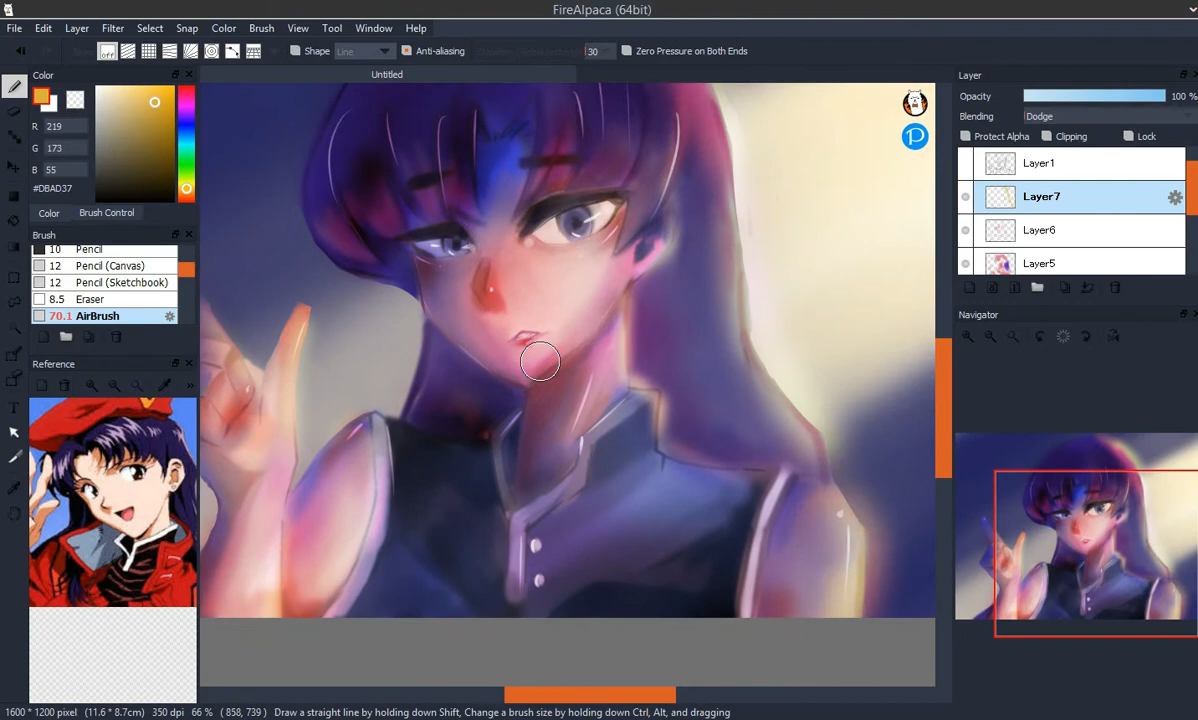 FireAlpaca (64bit)
File Edit Layer Filter Select Snap Color Brush View Tool Window Help
off Shape Line Anti-aliasing 30 Zero Pressure on Both Ends
Color
Untitled
R 219
G 173
B 55
#DBAD37
Color Brush Control
Brush
10 Pencil
12 Pencil (Canvas)
12 Pencil (Sketchbook)
8.5 Eraser
70.1 AirBrush
Reference
»
P
Layer
Opacity 100 %
Blending Dodge
Protect Alpha Clipping Lock
Layer1
Layer7
Layer6
Layer5
Navigator
1600 * 1200 pixel (11.6 * 8.7cm) 350 dpi 66 % ( 858, 739 ) Draw a straight line by holding down Shift, Change a brush size by holding down Ctrl, Alt, and dragging